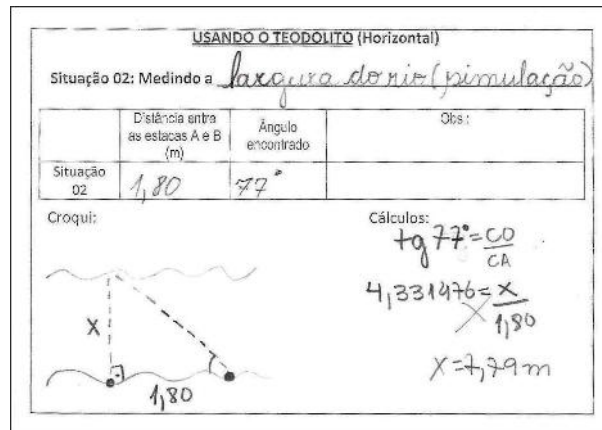 USANDO O TEODOLITO (Horizontal)
Situação 02: Medindo a largura do rio (simulação)
Distância entre as estacas A e B (m)
Ângulo encontrado
Obs:
Situação 02
1,80
77°
Croqui:
X
1,80
Cálculos:
tg 77° = CO/CA
4,331476 = X/1,80
X = 7,79 m